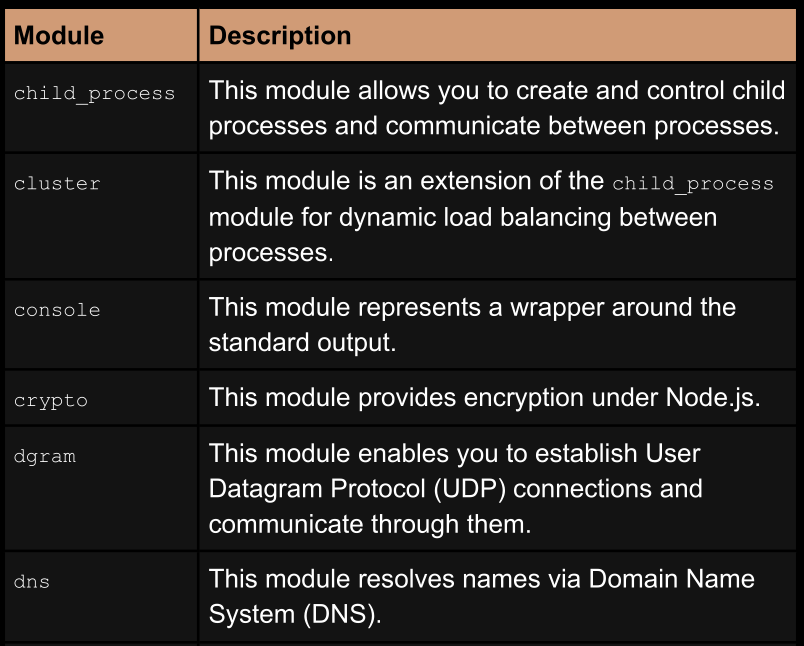 Module Description
child_process This module allows you to create and control child
processes and communicate between processes.
cluster This module is an extension of the child_process
module for dynamic load balancing between
processes.
console This module represents a wrapper around the
standard output.
crypto This module provides encryption under Node.js.
dgram This module enables you to establish User
Datagram Protocol (UDP) connections and
communicate through them.
dns This module resolves names via Domain Name
System (DNS).